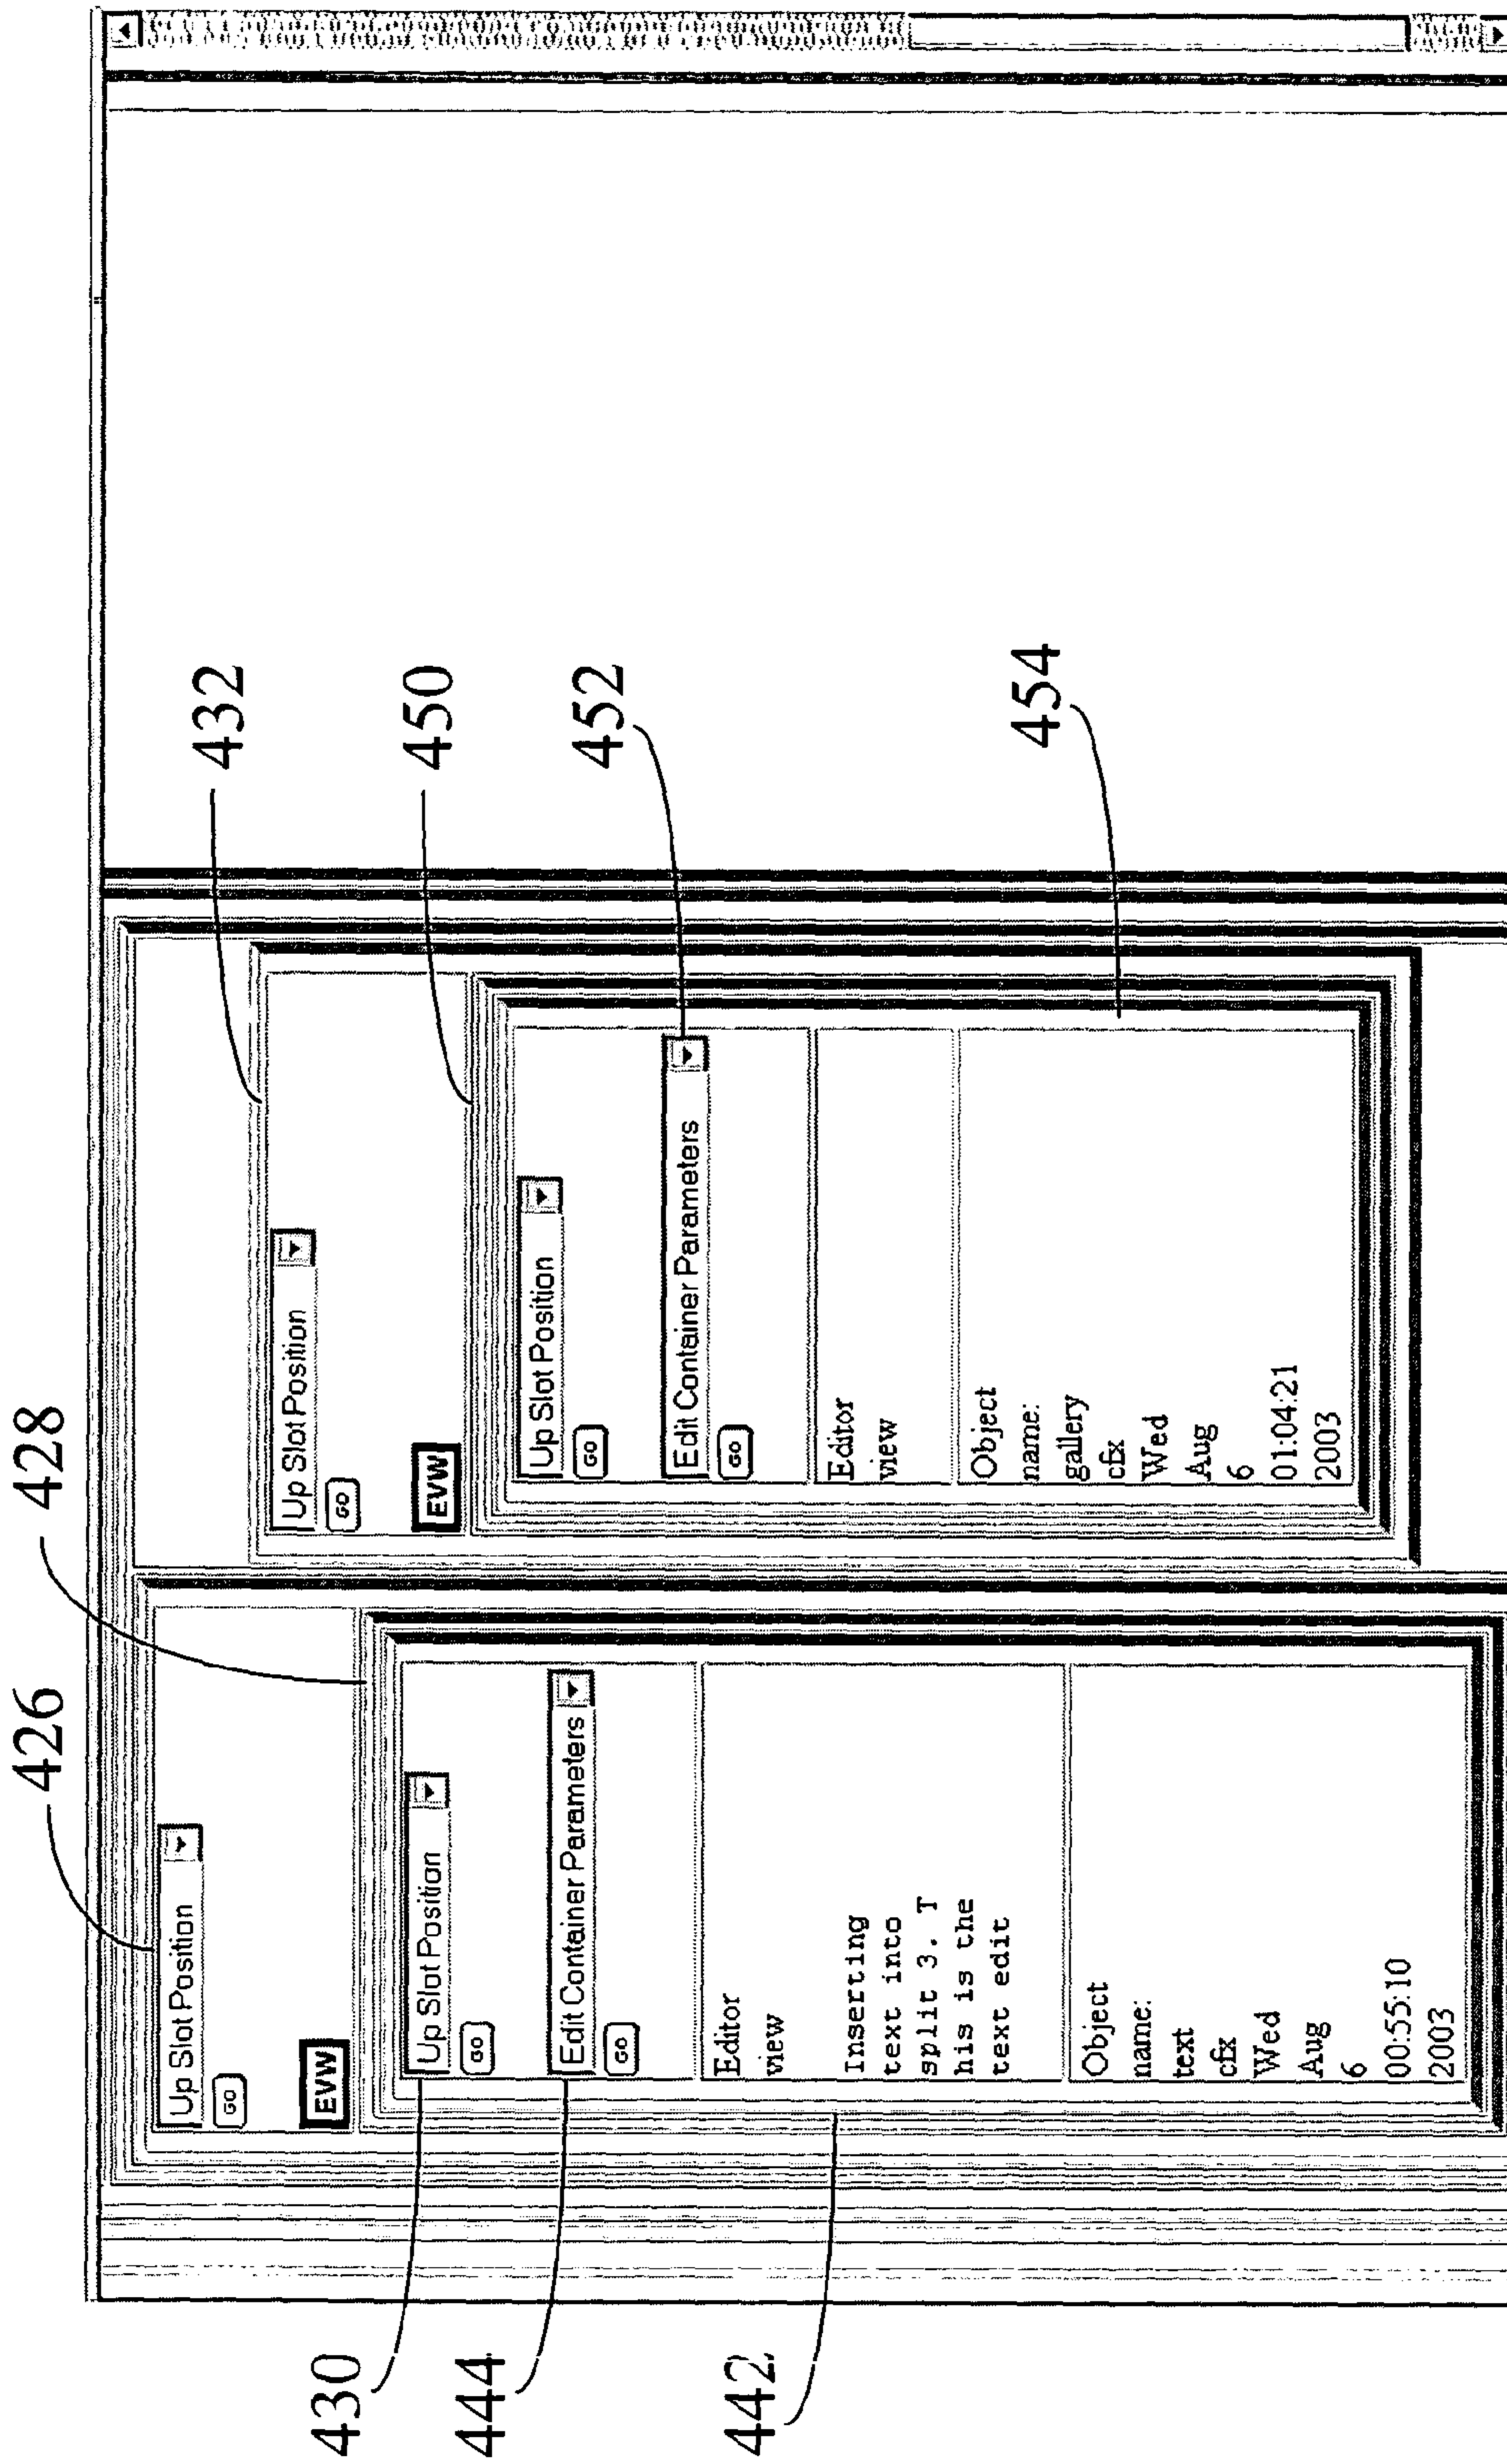 426
428
432
450
452
454
430
444
442
Up Slot Position
GO
EVW
Up Slot Position
GO
Edit Container Parameters
GO
Editor
view
Inserting
text into
split 3. T
his is the
text edit
Object
name:
text
cfx
Wed
Aug
6
00:55:10
2003
Up Slot Position
GO
EVW
Up Slot Position
GO
Edit Container Parameters
GO
Editor
view
Object
name:
gallery
cfx
Wed
Aug
6
01:04:21
2003